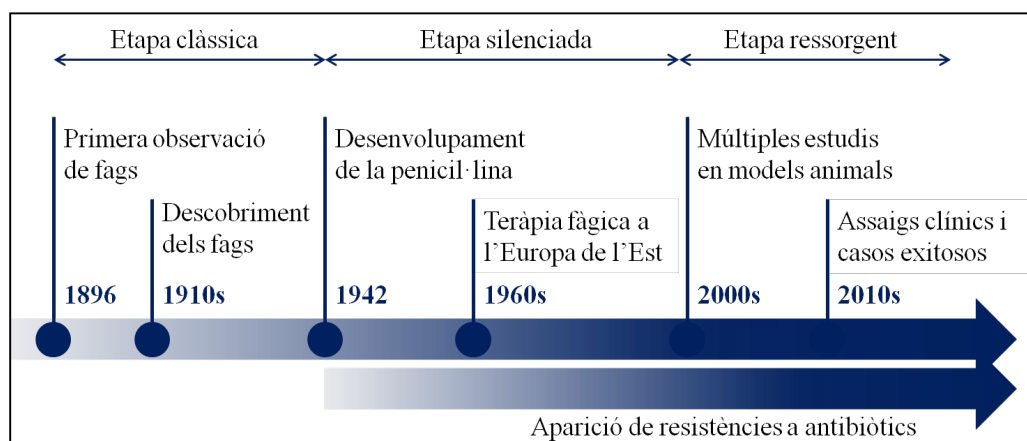 Etapa clàssica
Etapa silenciada
Etapa ressorgent
Primera observació
de fags
Desenvolupament
de la penicil·lina
Múltiples estudis
en models animals
Descobriment
dels fags
Teràpia fàgica a
l’Europa de l’Est
Assaigs clínics i
casos exitosos
1896
1910s
1942
1960s
2000s
2010s
Aparició de resistències a antibiòtics